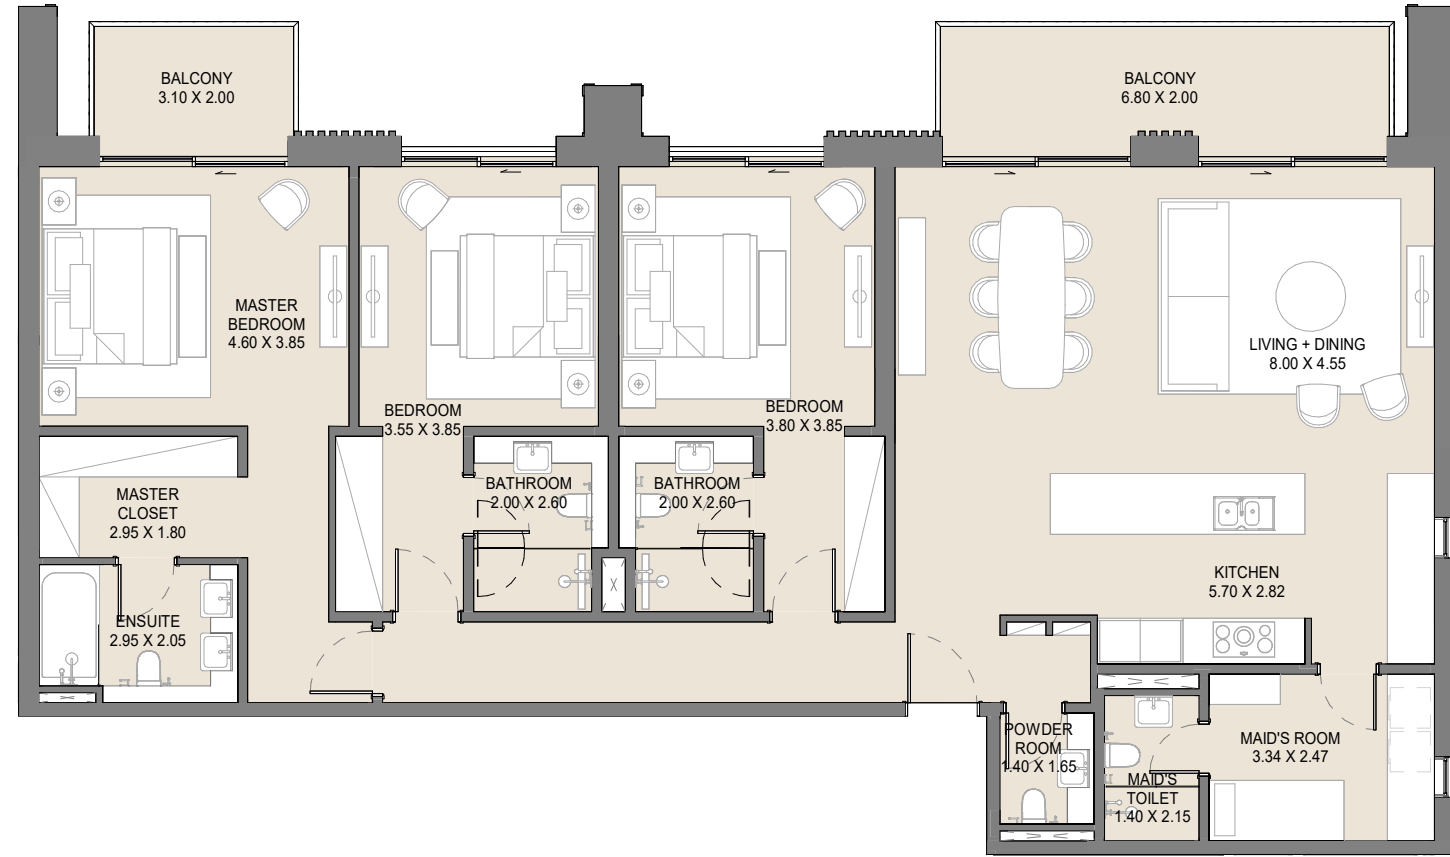 BALCONY
3.10 X 2.00
BALCONY
6.80 X 2.00
MASTER
BEDROOM
4.60 X 3.85
BEDROOM
3.55 X 3.85
BEDROOM
3.80 X 3.85
LIVING + DINING
8.00 X 4.55
MASTER
CLOSET
2.95 X 1.80
BATHROOM
2.00 X 2.60
BATHROOM
2.00 X 2.60
KITCHEN
5.70 X 2.82
ENSUITE
2.95 X 2.05
POWDER
ROOM
1.40 X 1.65
MAID'S
TOILET
1.40 X 2.15
MAID'S ROOM
3.34 X 2.47